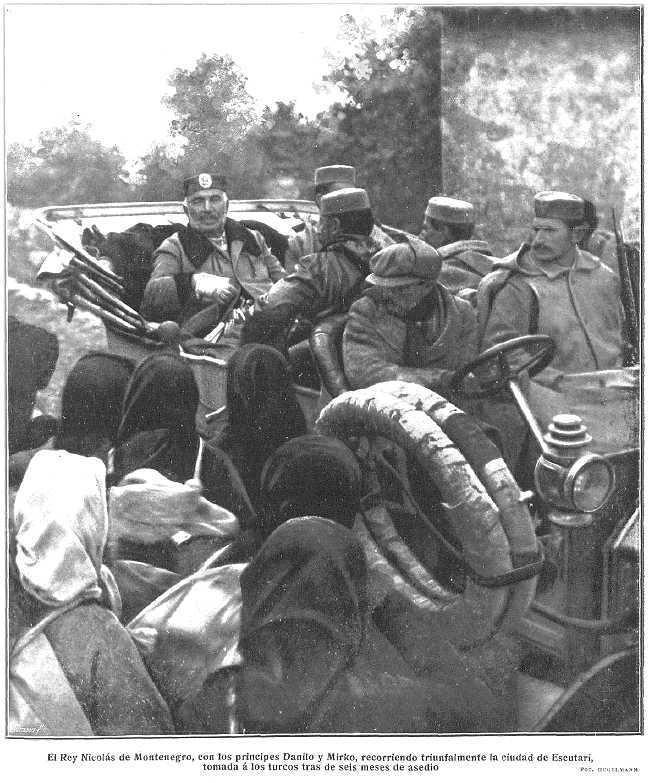 El Rey Nicolás de Montenegro, con los príncipes Danilo y Mirko, recorriendo triunfalmente la ciudad de Escutari,
tomada á los turcos tras de seis meses de asedio
FOT.